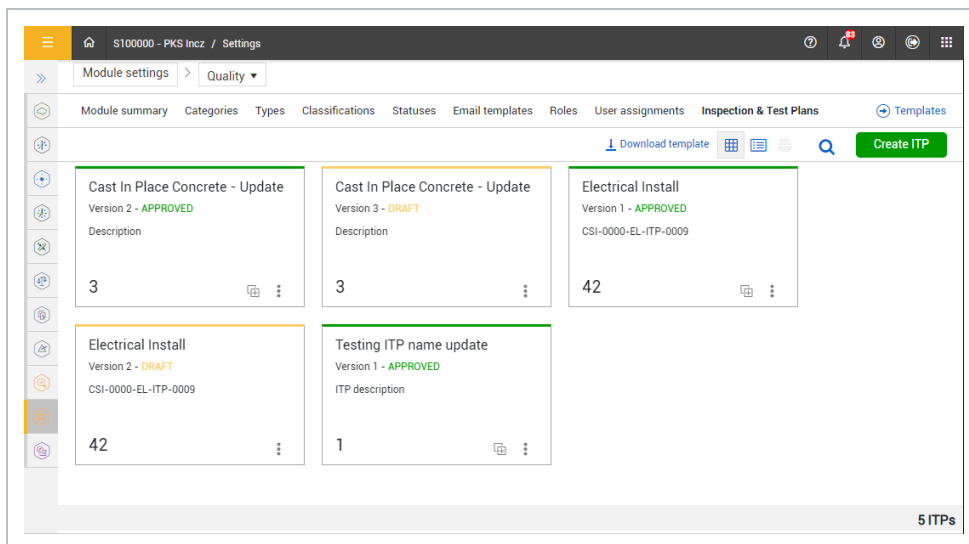 S100000 - PKS Incz / Settings
83
Module settings > Quality
Module summary Categories Types Classifications Statuses Email templates Roles User assignments Inspection & Test Plans Templates
Download template Create ITP
Cast In Place Concrete - Update
Version 2 - APPROVED
Description
3
Cast In Place Concrete - Update
Version 3 - DRAFT
Description
3
Electrical Install
Version 1 - APPROVED
CSI-0000-EL-ITP-0009
42
Electrical Install
Version 2 - DRAFT
CSI-0000-EL-ITP-0009
42
Testing ITP name update
Version 1 - APPROVED
ITP description
1
5 ITPs